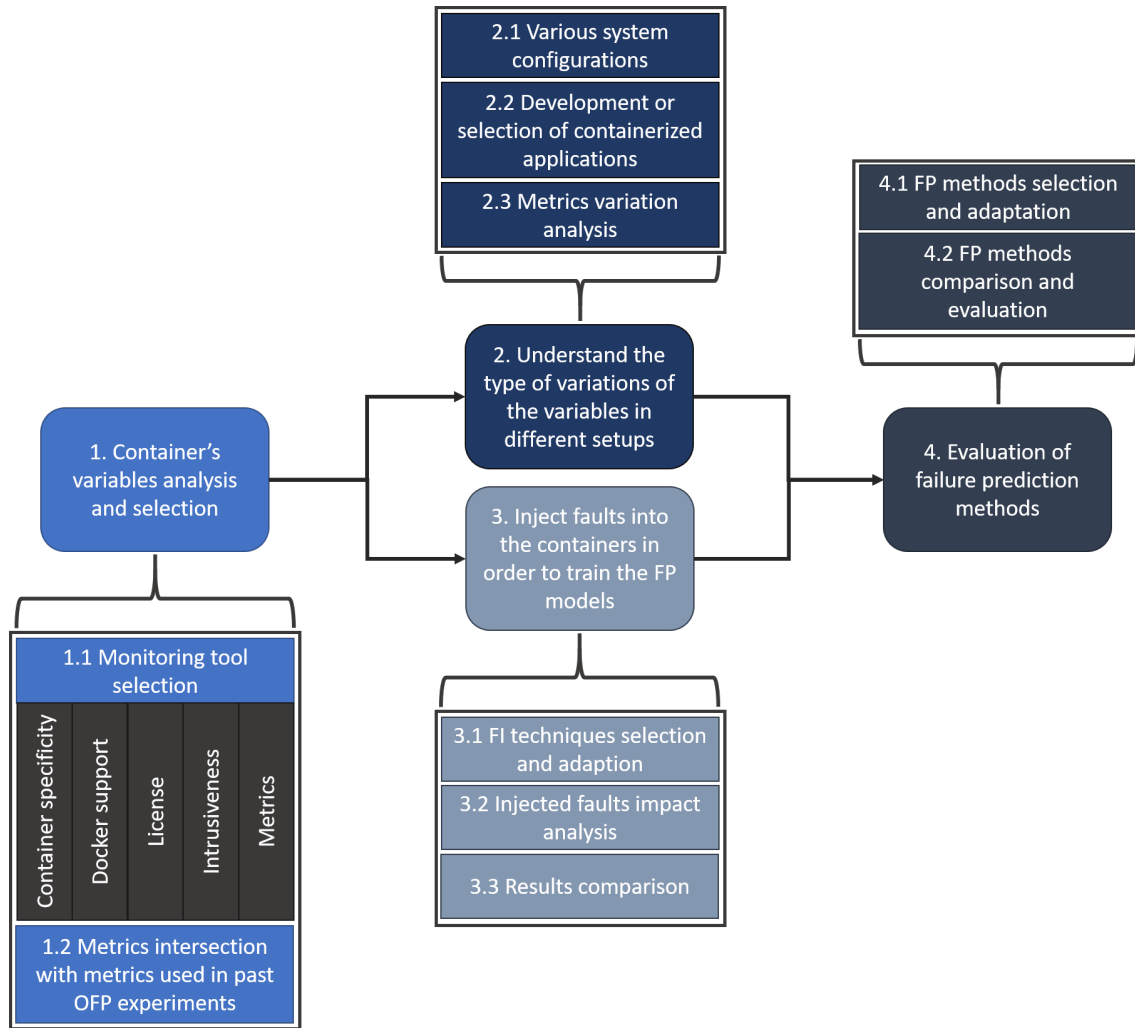 2.1 Various system
configurations
2.2 Development or
selection of containerized
applications
2.3 Metrics variation
analysis
4.1 FP methods selection
and adaptation
4.2 FP methods
comparison and
evaluation
2. Understand the
type of variations of
the variables in
different setups
1. Container’s
variables analysis
and selection
3. Inject faults into
the containers in
order to train the FP
models
4. Evaluation of
failure prediction
methods
1.1 Monitoring tool
selection
Container specificity
Docker support
License
Intrusiveness
Metrics
1.2 Metrics intersection
with metrics used in past
OFP experiments
3.1 FI techniques selection
and adaption
3.2 Injected faults impact
analysis
3.3 Results comparison